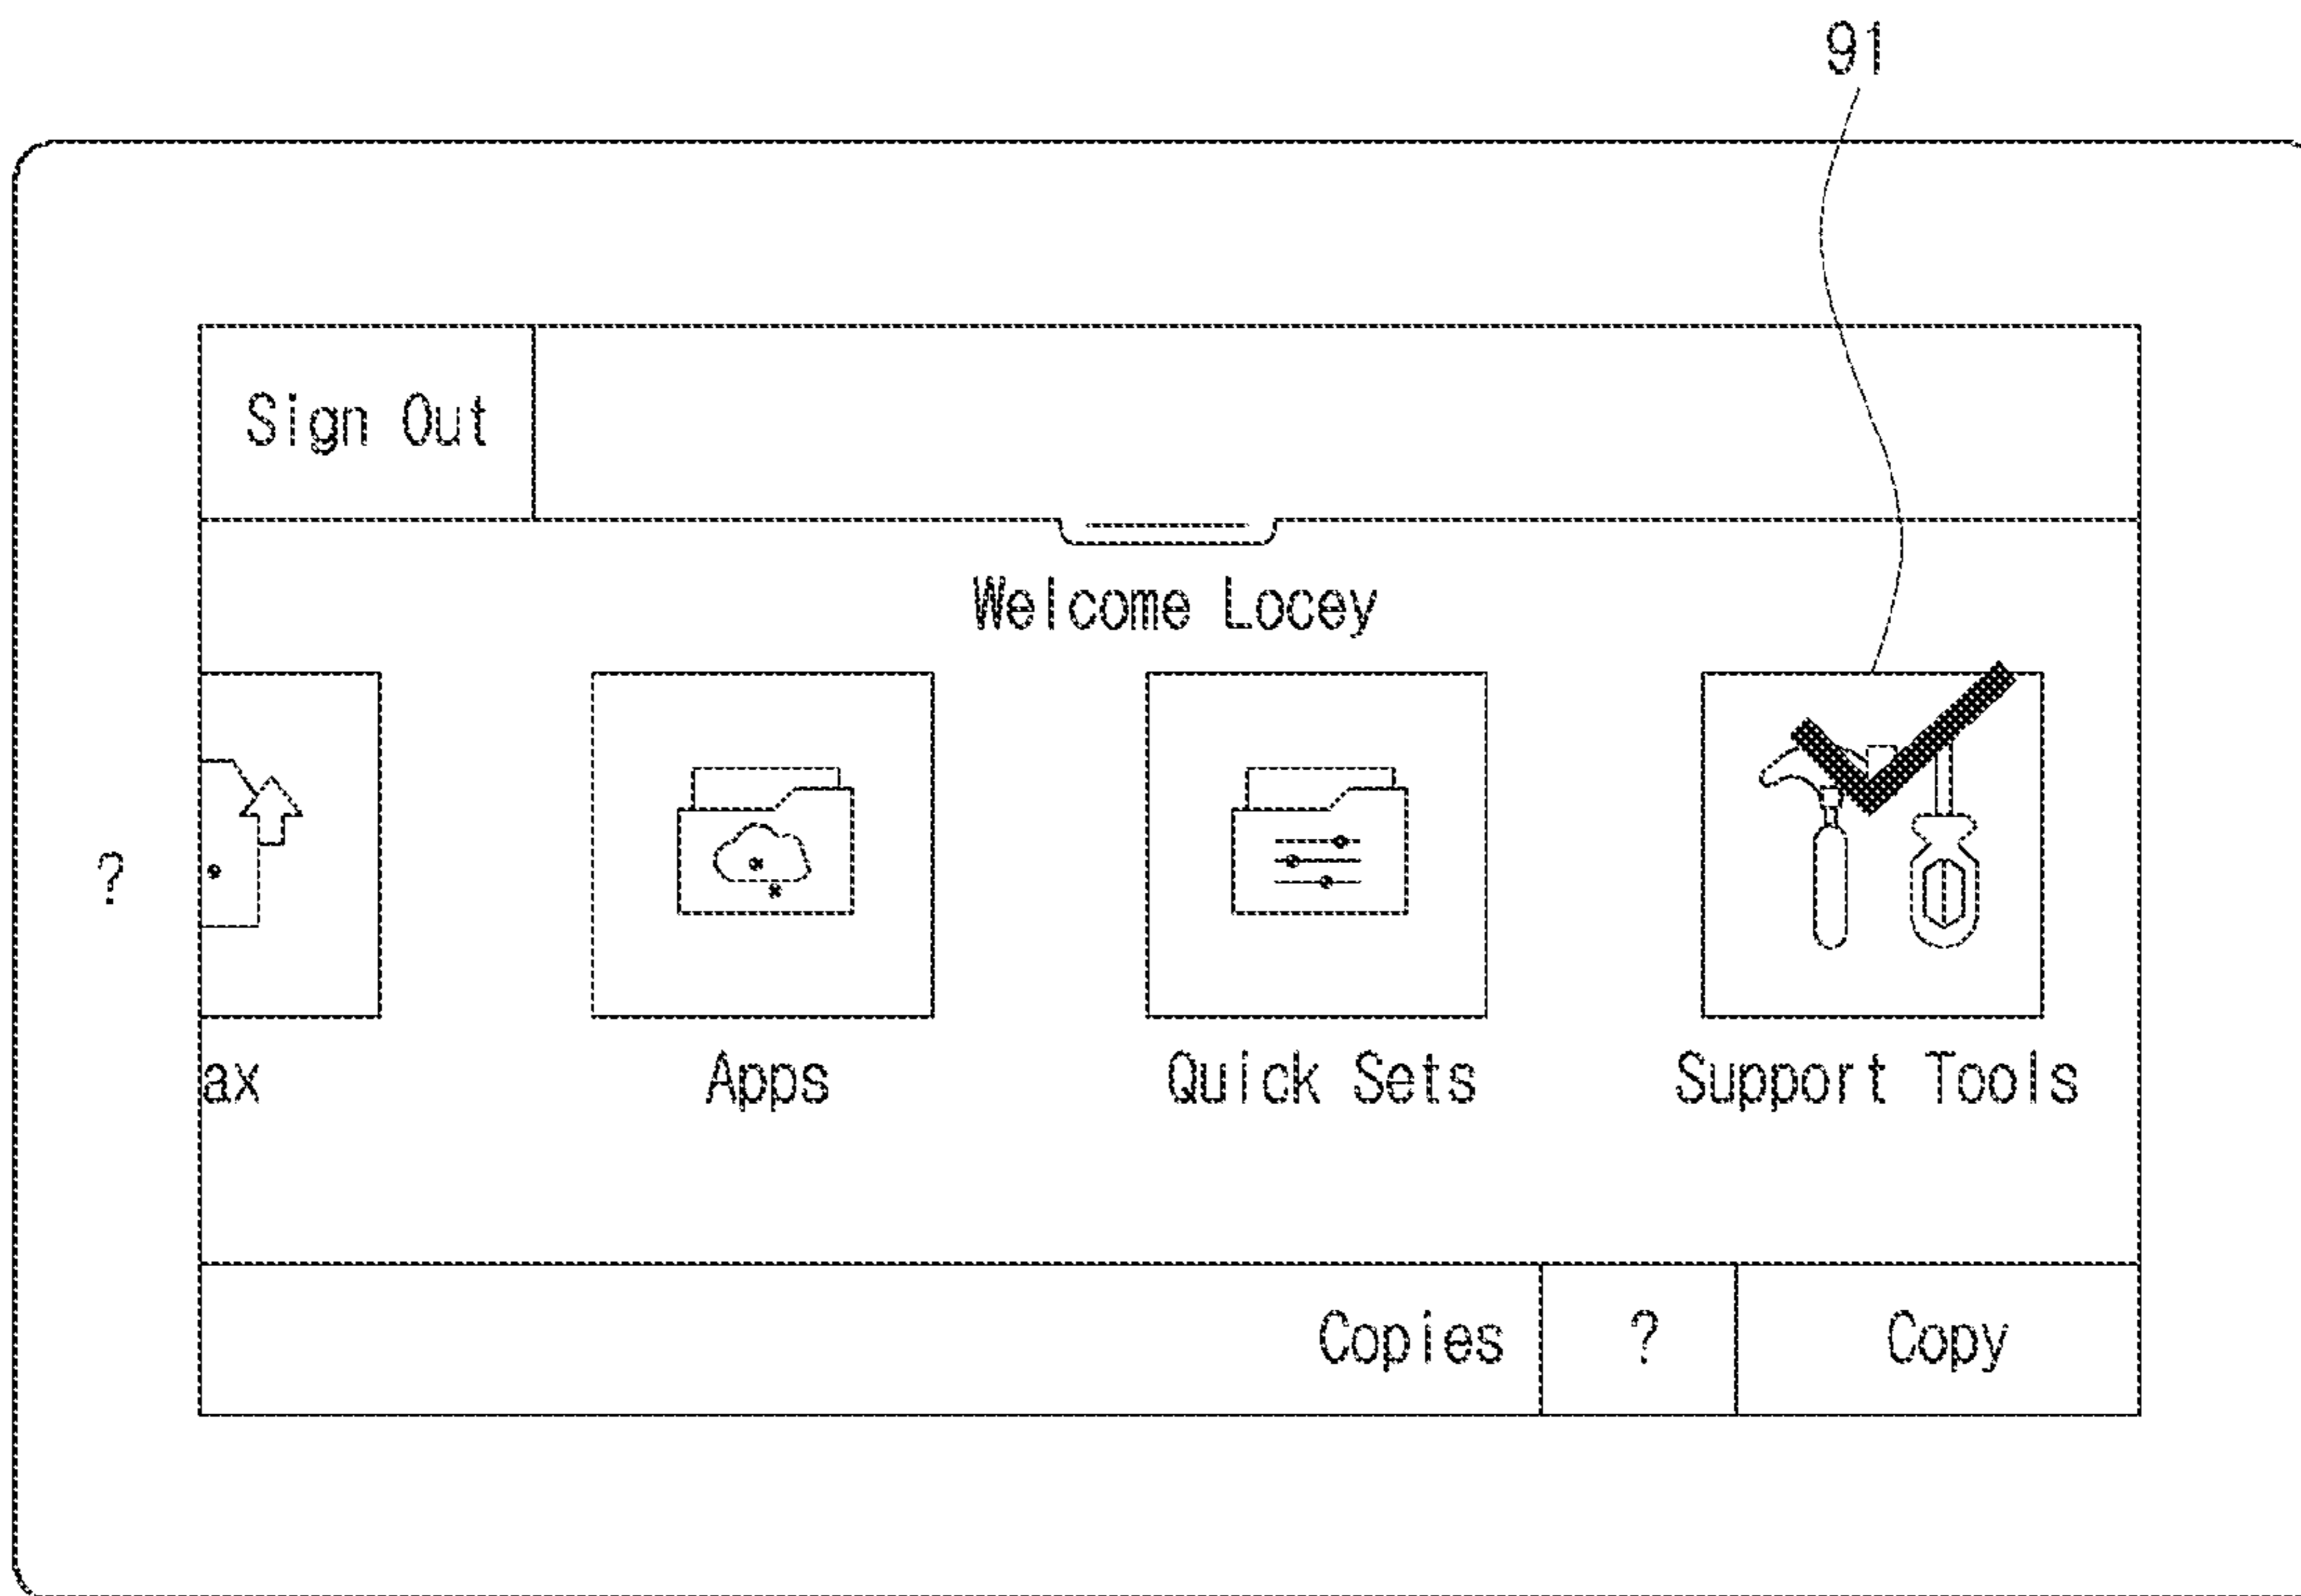 91
Sign Out
Welcome Locey
?
ax Apps Quick Sets Support Tools
Copies ? Copy